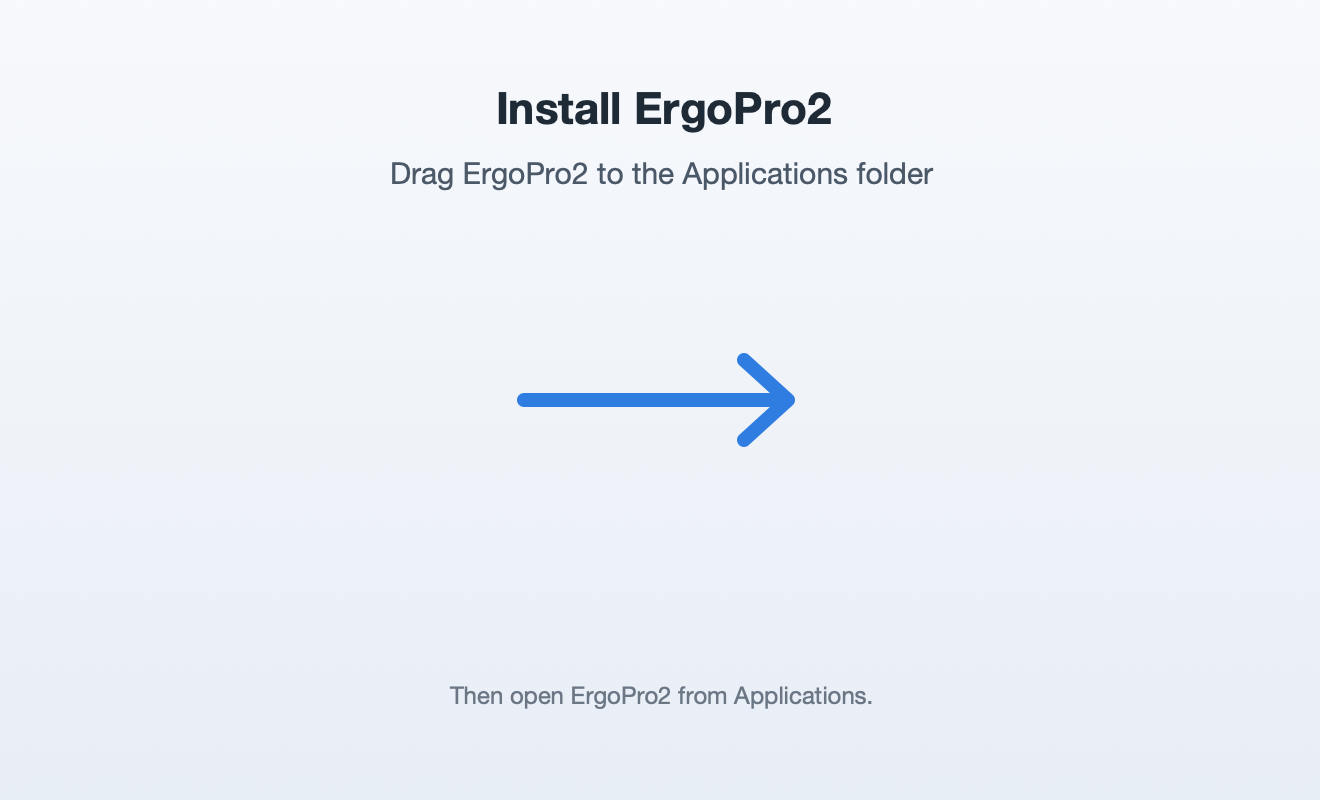 Install ErgoPro2
Drag ErgoPro2 to the Applications folder
Then open ErgoPro2 from Applications.